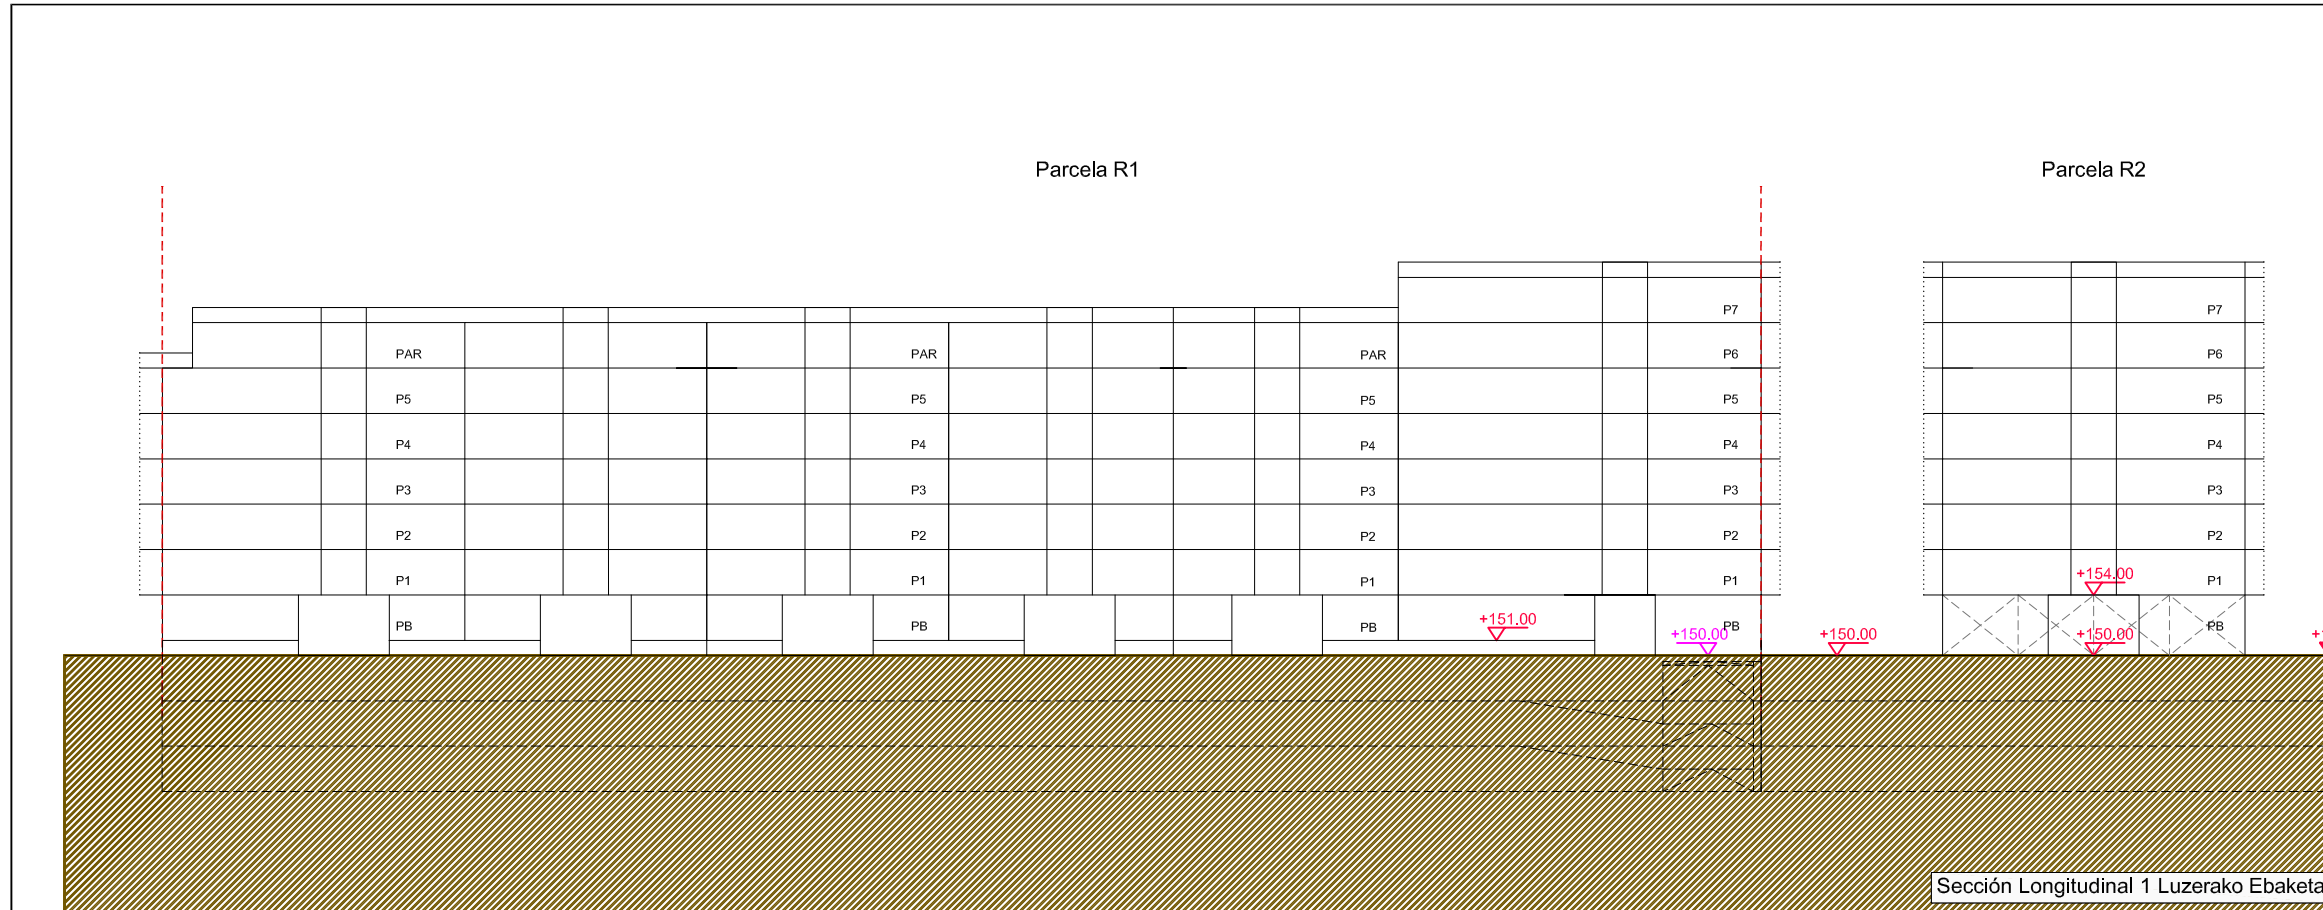 Parcela R1 Parcela R2
P7 P7
PAR PAR PAR P6 P6
P5 P5 P5 P5 P5
P4 P4 P4 P4 P4
P3 P3 P3 P3 P3
P2 P2 P2 P2 P2
P1 P1 P1 P1 +154.00 P1
PB PB PB +151.00 PB PB
+150.00 +150.00 +150.00
Sección Longitudinal 1 Luzerako Ebaketa